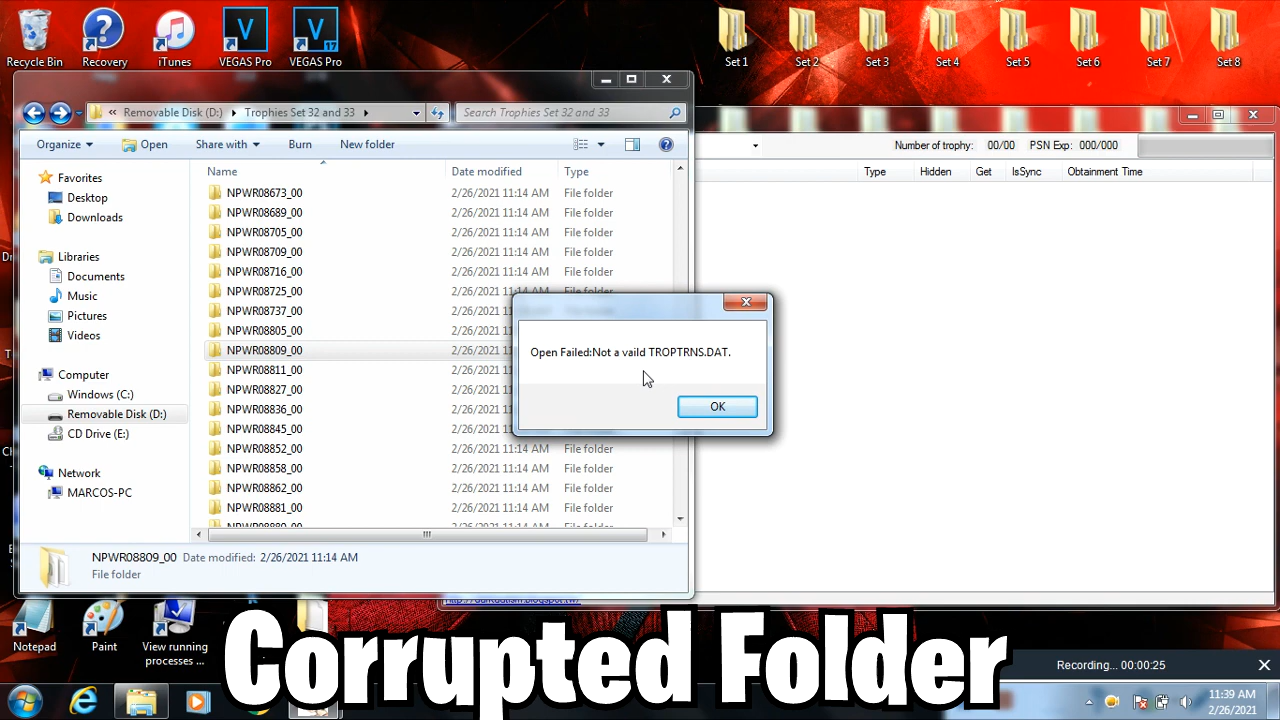 Recycle Bin
Recovery
iTunes
VEGAS Pro
VEGAS Pro
17
Set 1
Set 2
Set 3
Set 4
Set 5
Set 6
Set 7
Set 8
« Removable Disk (D:) Trophies Set 32 and 33
Search Trophies Set 32 and 33
Organize
Open
Share with
Burn
New folder
Number of trophy: 00/00 PSN Exp: 000/000
Name
Date modified
Type
Type
Hidden
Get
IsSync
Obtainment Time
Favorites
Desktop
Downloads
Libraries
Documents
Music
Pictures
Videos
Computer
Windows (C:)
Removable Disk (D:)
CD Drive (E:)
Network
MARCOS-PC
NPWR08673_00 2/26/2021 11:14 AM File folder
NPWR08689_00 2/26/2021 11:14 AM File folder
NPWR08705_00 2/26/2021 11:14 AM File folder
NPWR08709_00 2/26/2021 11:14 AM File folder
NPWR08716_00 2/26/2021 11:14 AM File folder
NPWR08725_00 2/26/2021 11:14 AM File folder
NPWR08737_00 2/26/2021
NPWR08805_00 2/26/2021
NPWR08809_00 2/26/2021
NPWR08811_00 2/26/2021
NPWR08827_00 2/26/2021
NPWR08836_00 2/26/2021
NPWR08845_00 2/26/2021
NPWR08852_00 2/26/2021 11:14 AM File folder
NPWR08858_00 2/26/2021 11:14 AM File folder
NPWR08862_00 2/26/2021 11:14 AM File folder
NPWR08881_00 2/26/2021 11:14 AM File folder
Open Failed:Not a vaild TROPTRNS.DAT.
OK
NPWR08809_00 Date modified: 2/26/2021 11:14 AM
File folder
Notepad
Paint
View running
processes ...
Corrupted Folder
Recording... 00:00:25
11:39 AM
2/26/2021